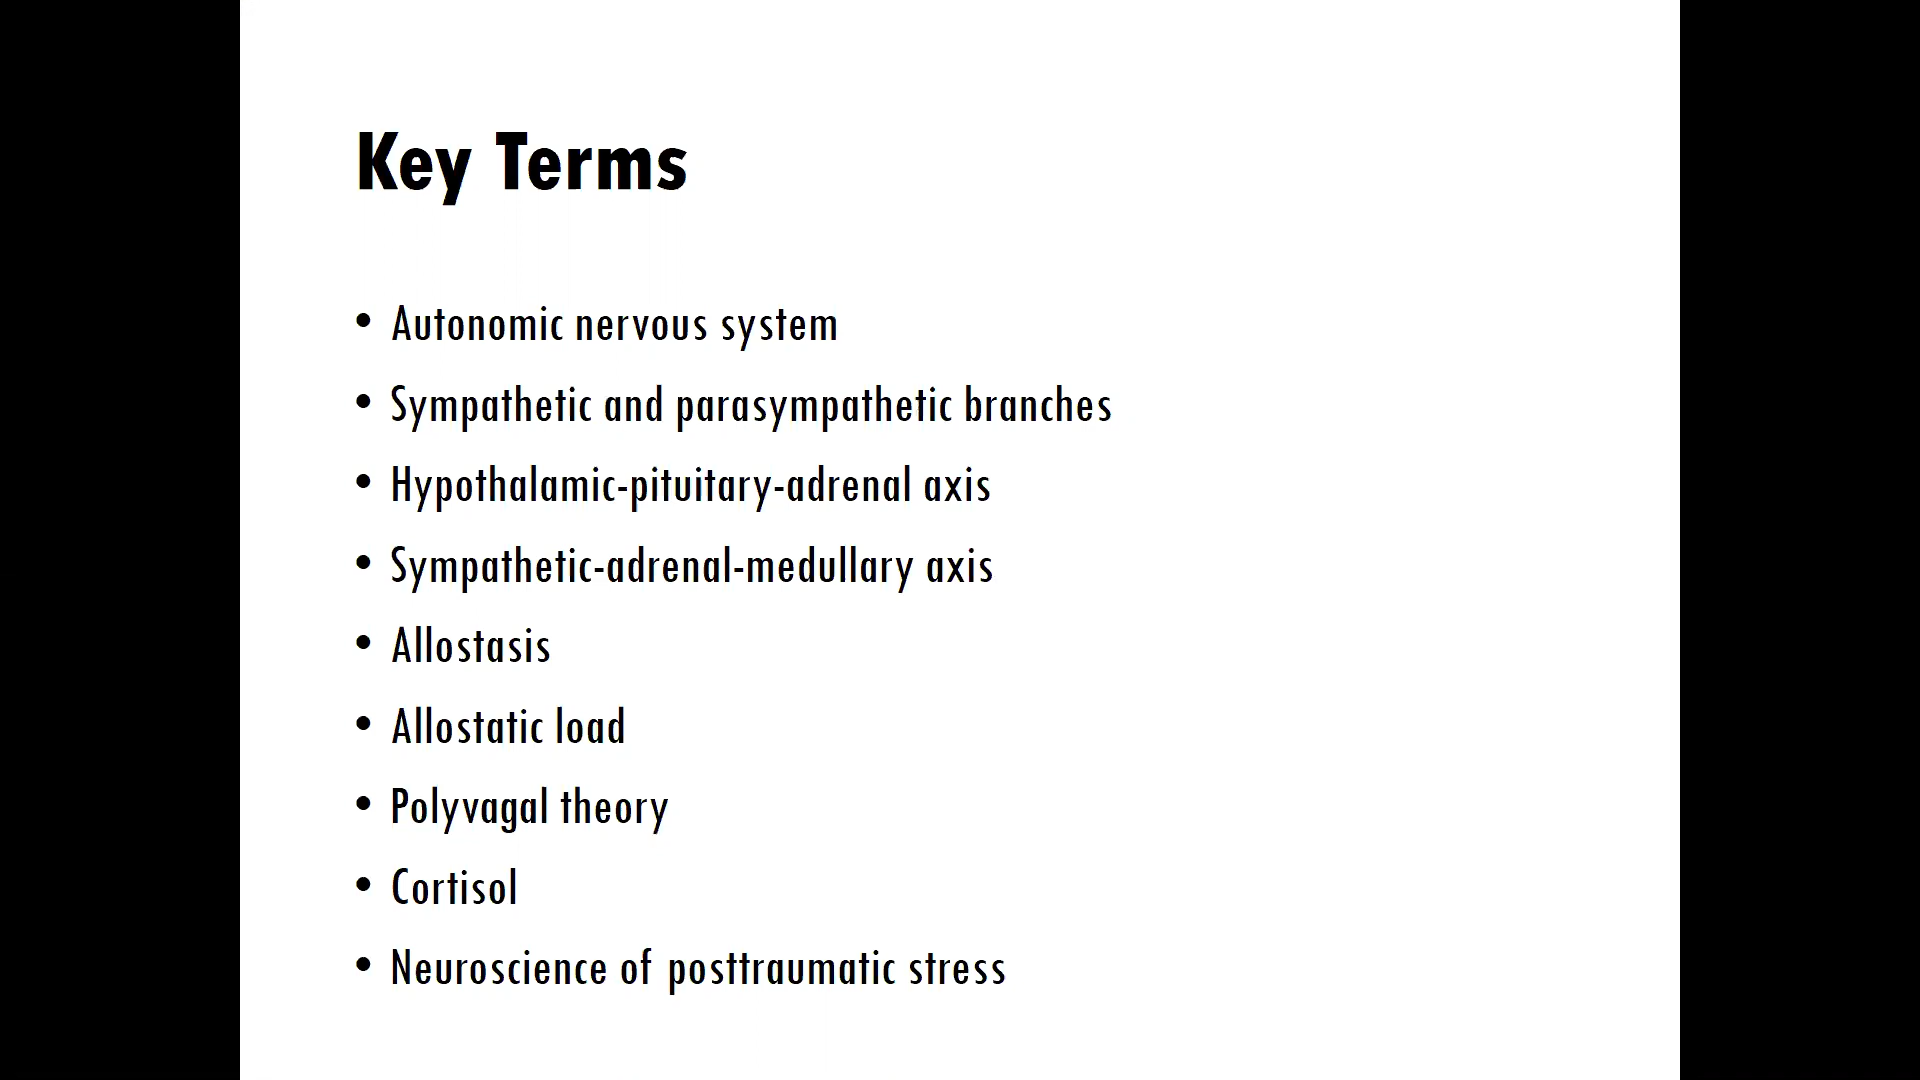 Key Terms
• Autonomic nervous system
• Sympathetic and parasympathetic branches
• Hypothalamic-pituitary-adrenal axis
• Sympathetic-adrenal-medullary axis
• Allostasis
• Allostatic load
• Polyvagal theory
• Cortisol
• Neuroscience of posttraumatic stress